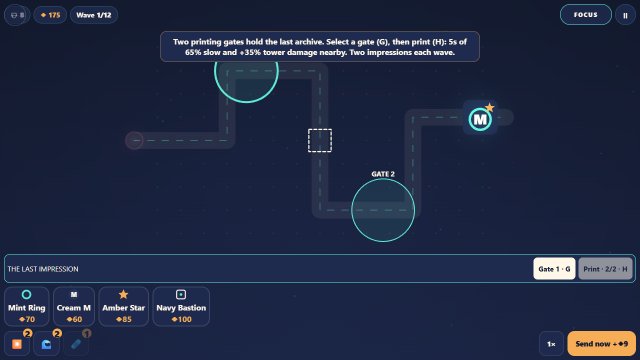 175
Wave 1/12
FOCUS
Two printing gates hold the last archive. Select a gate (G), then print (H): 5s of
65% slow and +35% tower damage nearby. Two impressions each wave.
M
GATE 2
THE LAST IMPRESSION
Gate 1 · G
Print · 2/2 · H
M
Mint Ring
70
Cream M
60
Amber Star
85
Navy Bastion
100
2
2
1
1x
Send now +◆9